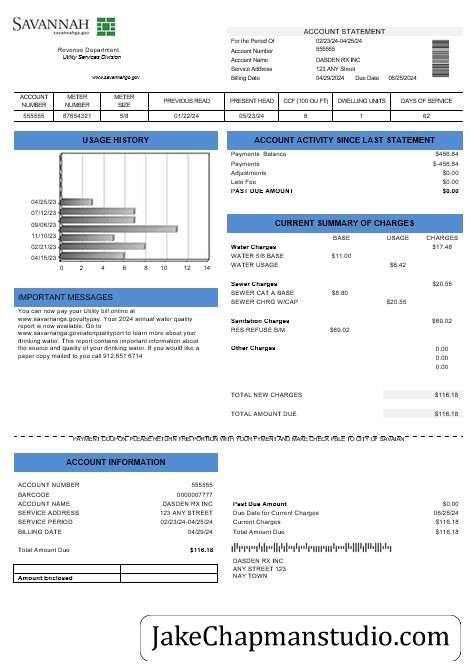 SAVANNAH
savannahga.gov
Revenue Department
Utility Services Division
www.savannahga.gov
ACCOUNT STATEMENT
For the Period Of 02/23/24-04/25/24
Account Number 555555
Account Name DASDEN RX INC
Service Address 123 ANY Street
Billing Date 04/29/2024 Due Date 05/25/2024
ACCOUNT NUMBER METER NUMBER METER SIZE PREVIOUS READ PRESENT HEAD CCF (100 OU FT) DWELLING UNITS DAYS OF SERVICE
555555 87654321 5/8 01/22/24 05/23/24 6 1 62
USAGE HISTORY
04/25/23
07/12/23
09/06/23
11/10/23
02/21/23
04/15/23
0 2 4 6 8 10 12 14
ACCOUNT ACTIVITY SINCE LAST STATEMENT
Payments Balance $456.84
Payments $-456.84
Adjustments $0.00
Late Fee $0.00
PAST DUE AMOUNT $0.00
CURRENT SUMMARY OF CHARGES
BASE USAGE CHARGES
Water Charges $17.48
WATER 5/8 BASE $11.00
WATER USAGE $6.42
Sewer Charges $20.55
SEWER CAT A BASE $8.80
SEWER CHRG W/CAP $20.55
Sanitation Charges $69.02
RES REFUSE B/M $69.02
Other Charges 0.00
0.00
0.00
TOTAL NEW CHARGES $116.18
TOTAL AMOUNT DUE $116.18
IMPORTANT MESSAGES
You can now pay your Utility bill online at
www.savannahga.gov/utypay. Your 2024 annual water quality
report is now available. Go to
to learn more about your
drinking water. This report contains important information about
the source and quality of your drinking water. If you would like a
paper copy mailed to you call 912.651 6714
PAYMENT COUPON. PLEASE RETURN THIS PORTION WITH YOUR PYMENT AND MAKE CHECK PBLE TO CITY OF SAVAIAN
ACCOUNT INFORMATION
ACCOUNT NUMBER 555555
BARCODE 0000007777
ACCOUNT NAME DASDEN RX INC
SERVICE ADDRESS 123 ANY STREET
SERVICE PERIOD 02/23/24-04/25/24
BILLING DATE 04/29/24
Total Amount Due $116.18
Amount Enclosed
Past Due Amount $0.00
Due Date for Current Charges 05/25/24
Current Charges $116.18
Total Amount Due $116.18
DASDEN RX INC
ANY STREET 123
NAY TOWN
JakeChapmanstudio.com